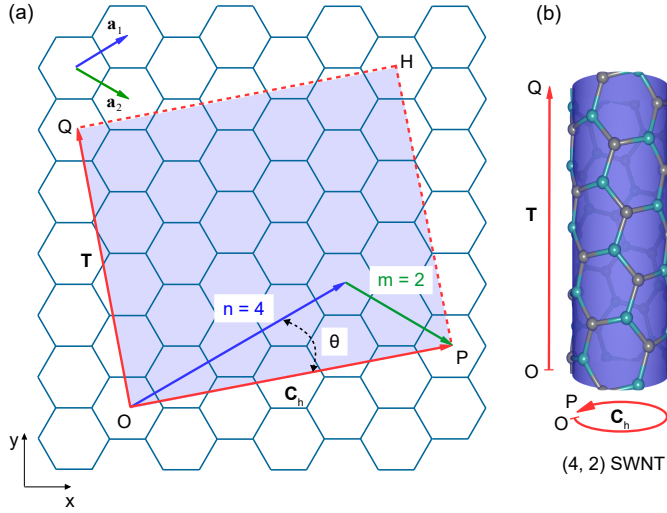 (a)
a₁
a₂
H
Q
T
n = 4
m = 2
θ
P
Cₕ
O
y
x
(b)
Q
T
O
P
O
Cₕ
(4, 2) SWNT